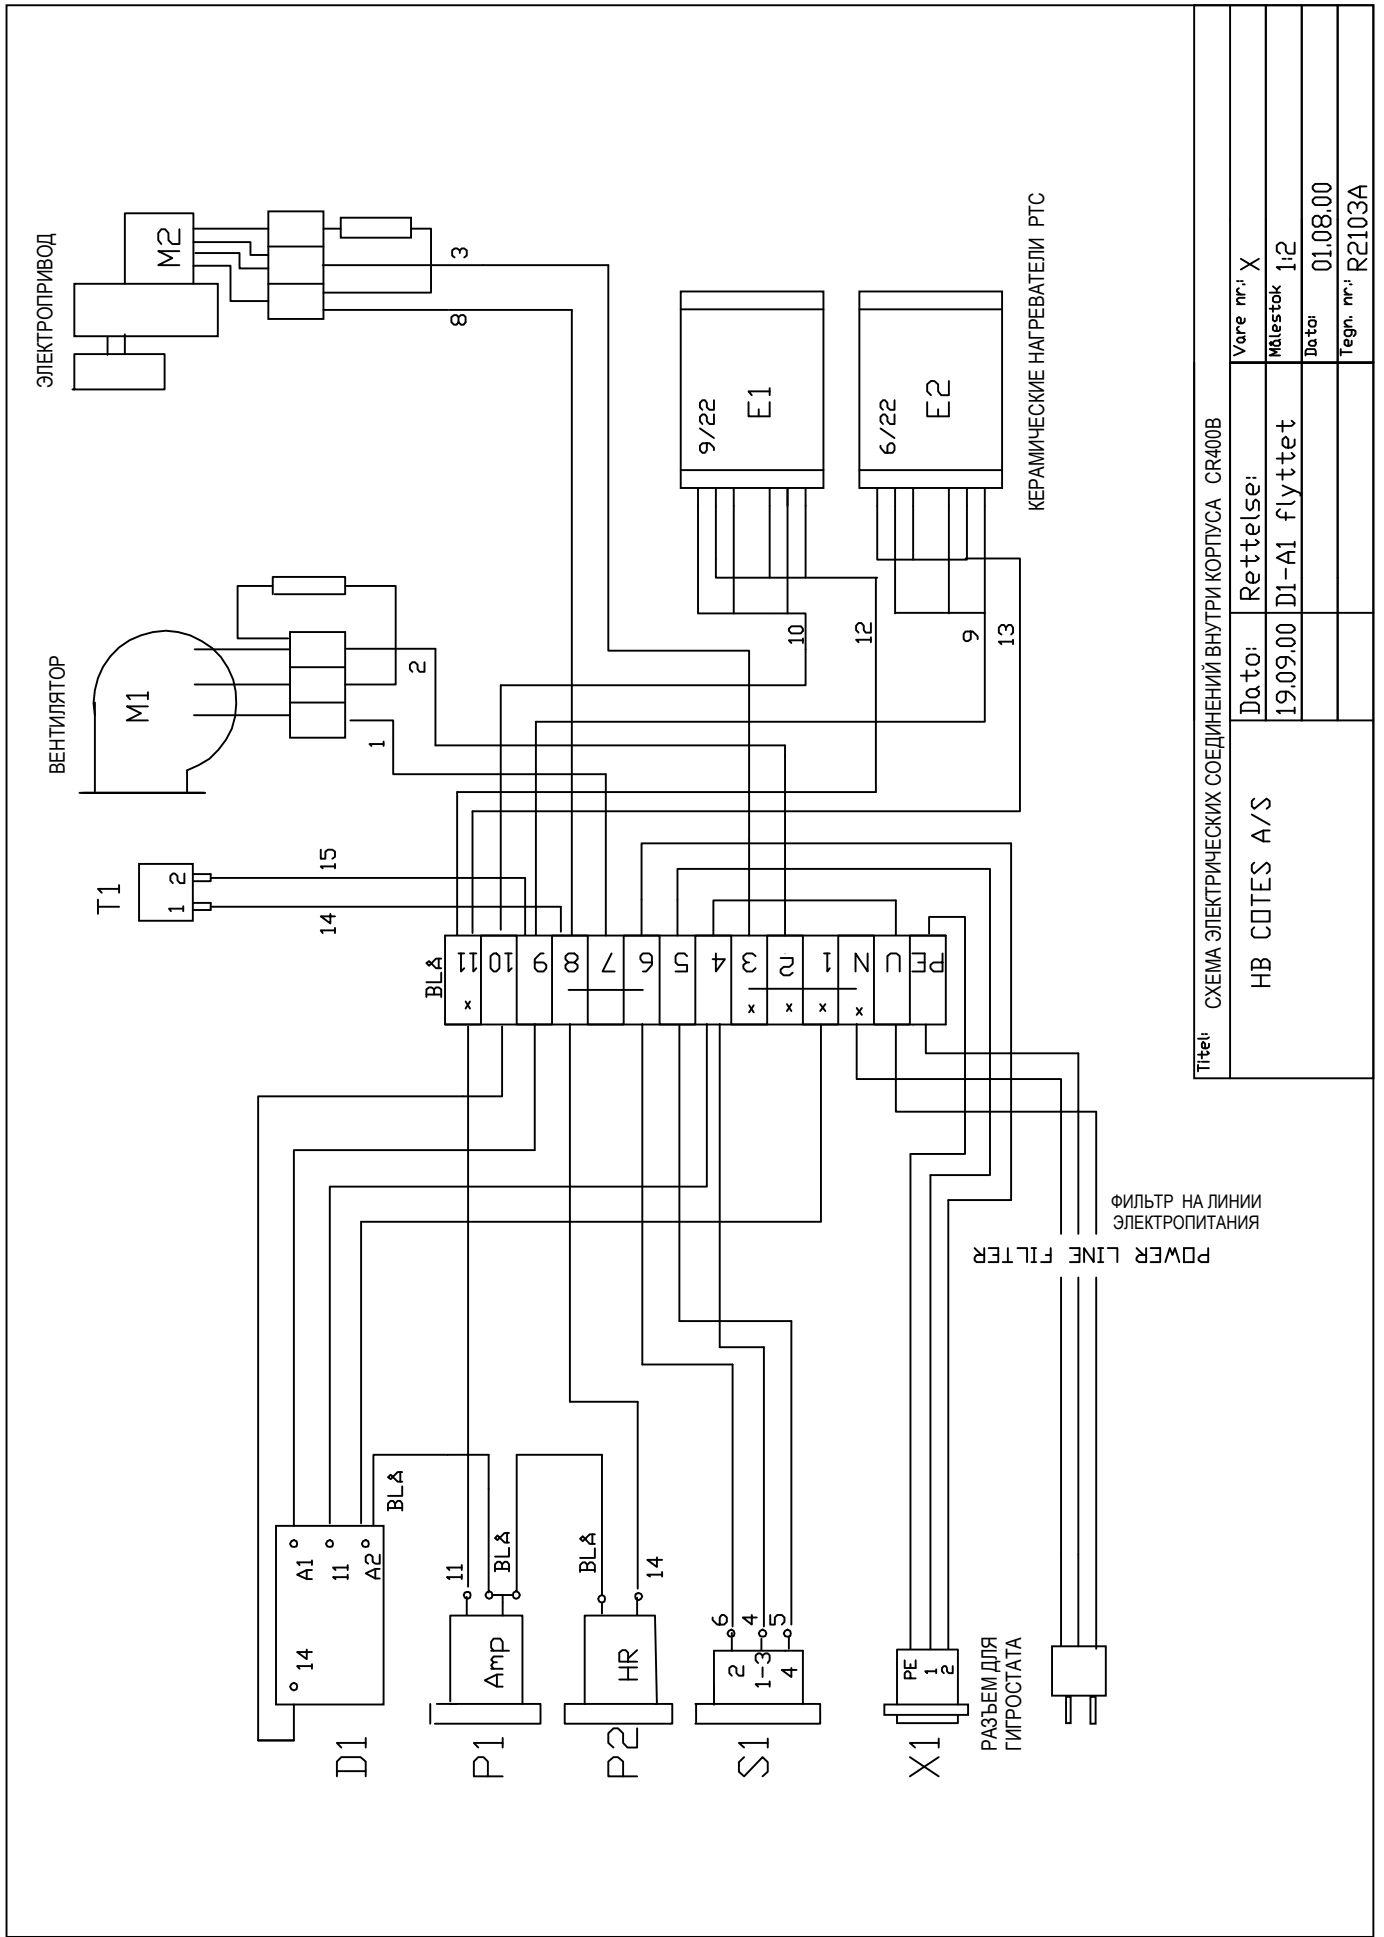 ЭЛЕКТРОПРИВОД
M2
3
8
ВЕНТИЛЯТОР
M1
2
1
T1
1 2
15
14
9/22
E1
6/22
E2
КЕРАМИЧЕСКИЕ НАГРЕВАТЕЛИ PTC
10
12
9
13
BLÅ
x 11
10
9
8
7
6
5
4
x 3
x 2
x 1
x N
U
PE
D1
14
A1
11
A2
BLÅ
P1
Amp
11
BLÅ
P2
HR
BLÅ
14
S1
2
1-3
4
6
4
5
X1
PE
1
2
РАЗЪЕМ ДЛЯ
ГИГРОСТАТА
ФИЛЬТР НА ЛИНИИ
ЭЛЕКТРОПИТАНИЯ
POWER LINE FILTER
Titel: СХЕМА ЭЛЕКТРИЧЕСКИХ СОЕДИНЕНИЙ ВНУТРИ КОРПУСА CR400B
HB COTES A/S
Dato: Rettelse:
19.09.00 D1-A1 flyttet
Vare nr.: X
Målestok 1:2
Dato: 01.08.00
Tegn. nr.: R2103A